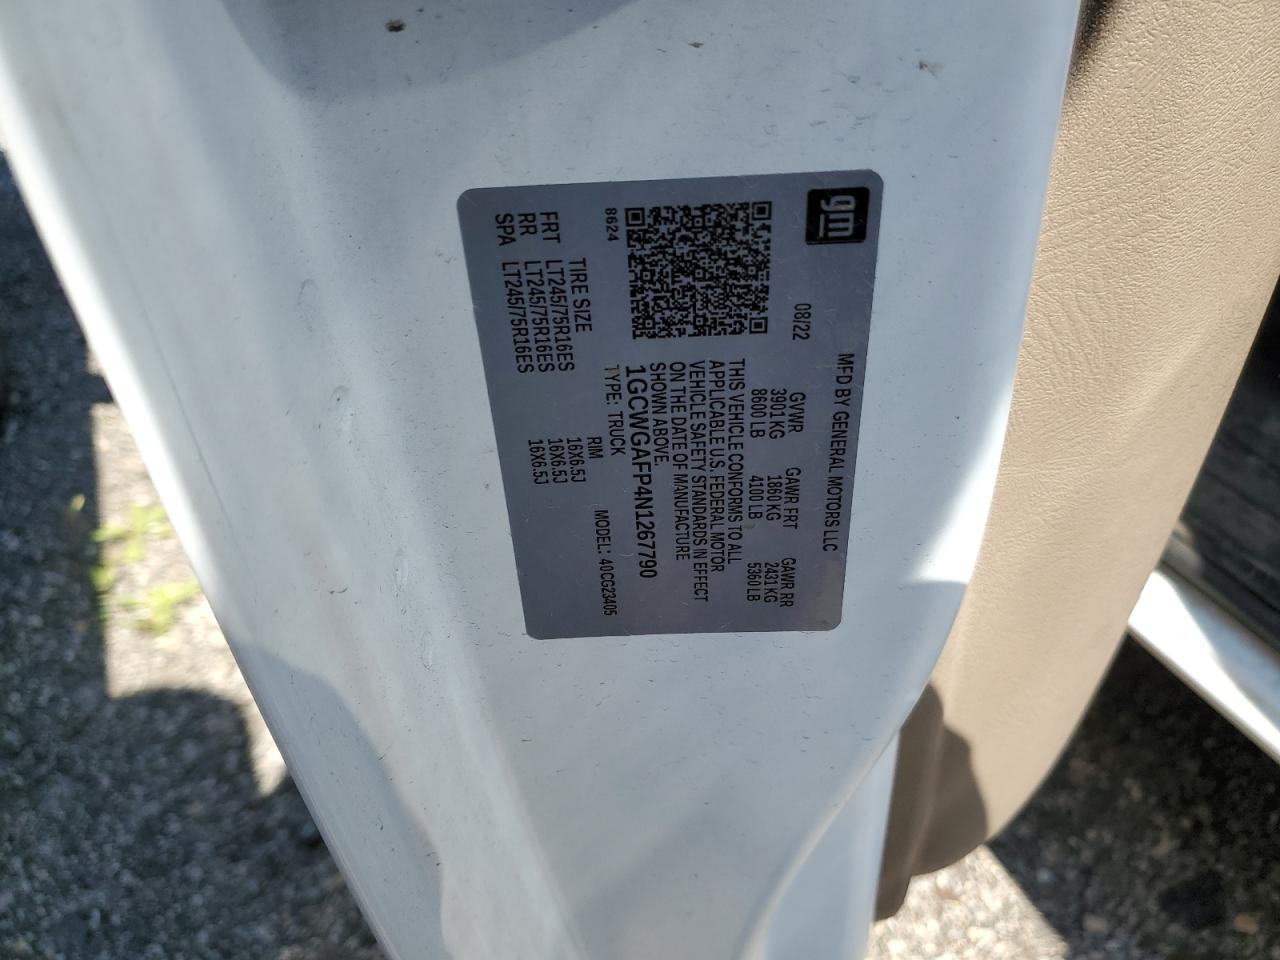 gm
MFD BY GENERAL MOTORS LLC
08/22
GVWR GAWR FRT GAWR RR
3901 KG 1860 KG 2431 KG
8600 LB 4100 LB 5360 LB
THIS VEHICLE CONFORMS TO ALL
APPLICABLE U.S. FEDERAL MOTOR
VEHICLE SAFETY STANDARDS IN EFFECT
ON THE DATE OF MANUFACTURE
SHOWN ABOVE.
1GCWGAFP4N1267790
8624
TYPE: TRUCK MODEL: 40CG23405
TIRE SIZE RIM
FRT LT245/75R16ES 16X6.5J
RR LT245/75R16ES 16X6.5J
SPA LT245/75R16ES 16X6.5J